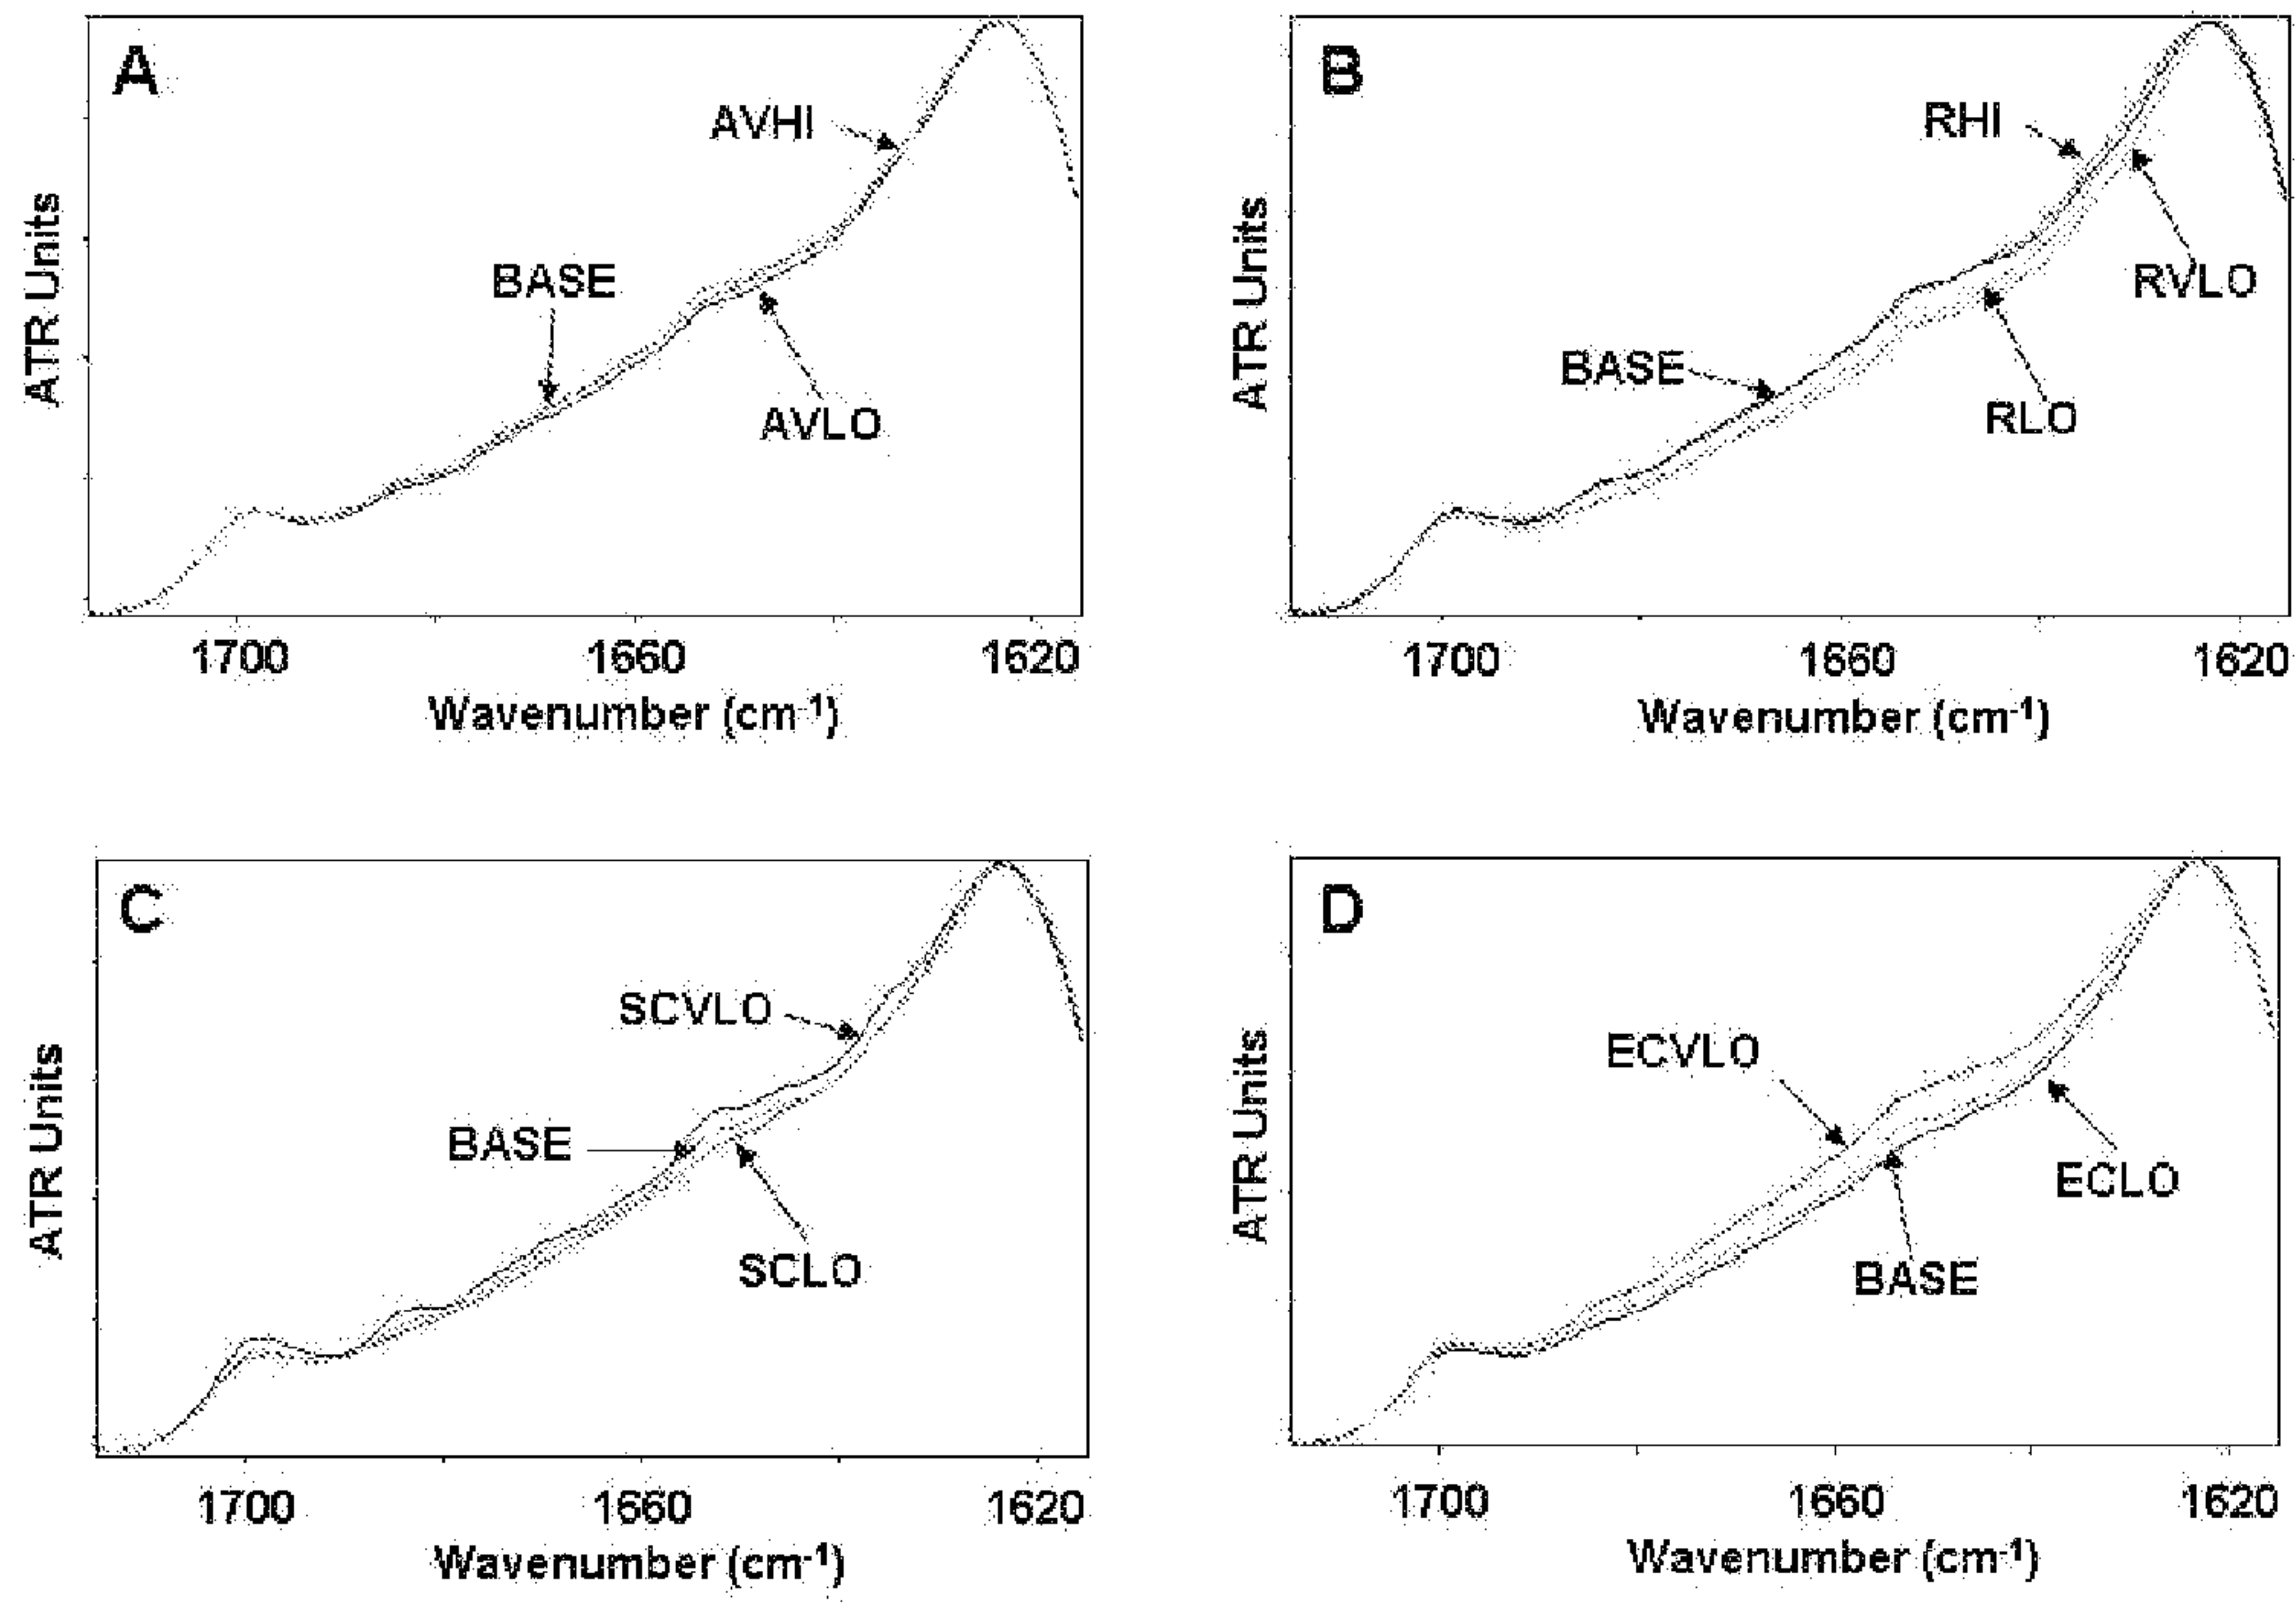 A
AVHI
BASE
AVLO
ATR Units
1700 1660 1620
Wavenumber (cm-1)
B
RHI
RVLO
BASE
RLO
ATR Units
1700 1660 1620
Wavenumber (cm-1)
C
SCVLO
BASE
SCLO
ATR Units
1700 1660 1620
Wavenumber (cm-1)
D
ECVLO
ECLO
BASE
ATR Units
1700 1660 1620
Wavenumber (cm-1)